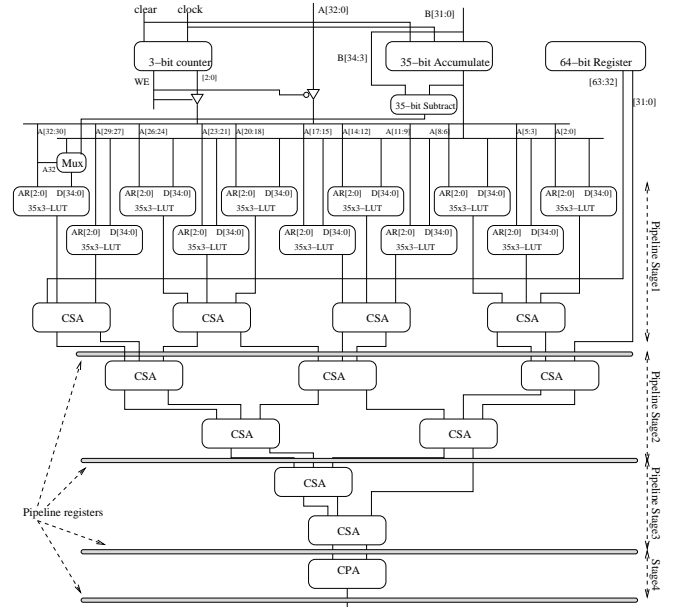 clear clock A[32:0] B[31:0]
3−bit counter B[34:3] 35−bit Accumulate 64−bit Register
WE [2:0] 35−bit Subtract [63:32] [31:0]
A[32:30] A[29:27] A[26:24] A[23:21] A[20:18] A[17:15] A[14:12] A[11:9] A[8:6] A[5:3] A[2:0]
A32 Mux
AR[2:0] D[34:0] AR[2:0] D[34:0] AR[2:0] D[34:0] AR[2:0] D[34:0] AR[2:0] D[34:0] AR[2:0] D[34:0]
35x3−LUT 35x3−LUT 35x3−LUT 35x3−LUT 35x3−LUT 35x3−LUT
AR[2:0] D[34:0] AR[2:0] D[34:0] AR[2:0] D[34:0] AR[2:0] D[34:0] AR[2:0] D[34:0]
35x3−LUT 35x3−LUT 35x3−LUT 35x3−LUT 35x3−LUT
Pipeline Stage1
CSA CSA CSA CSA
CSA CSA CSA
Pipeline Stage2
CSA CSA
CSA
Pipeline Stage3
Pipeline registers
CSA
CPA
Stage4